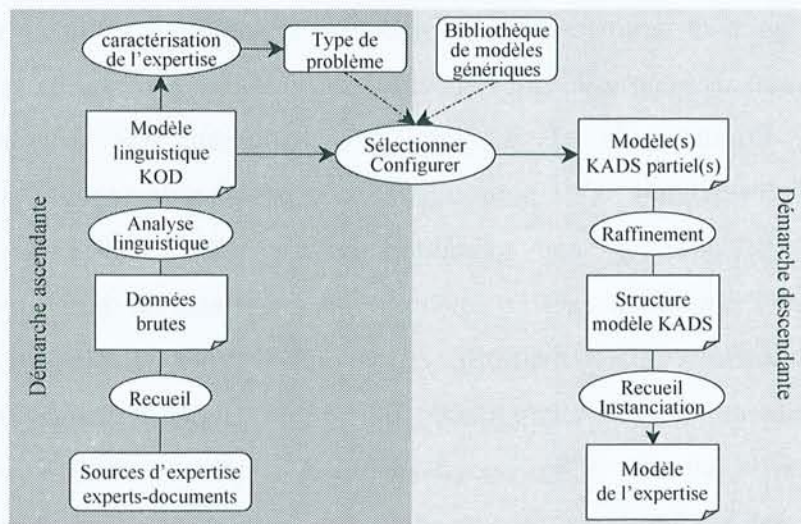 caractérisation
de l'expertise
Type de
problème
Bibliothèque
de modèles
génériques
Modèle
linguistique
KOD
Sélectionner
Configurer
Modèle(s)
KADS partiel(s)
Analyse
linguistique
Raffinement
Données
brutes
Structure
modèle KADS
Recueil
Recueil
Instanciation
Sources d'expertise
experts-documents
Modèle
de l'expertise
Démarche ascendante
Démarche descendante